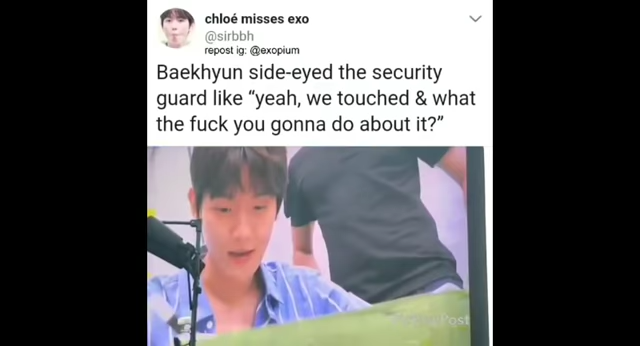 chloé misses exo
@sirbbh
repost ig: @exopium
Baekhyun side-eyed the security
guard like “yeah, we touched & what
the fuck you gonna do about it?”